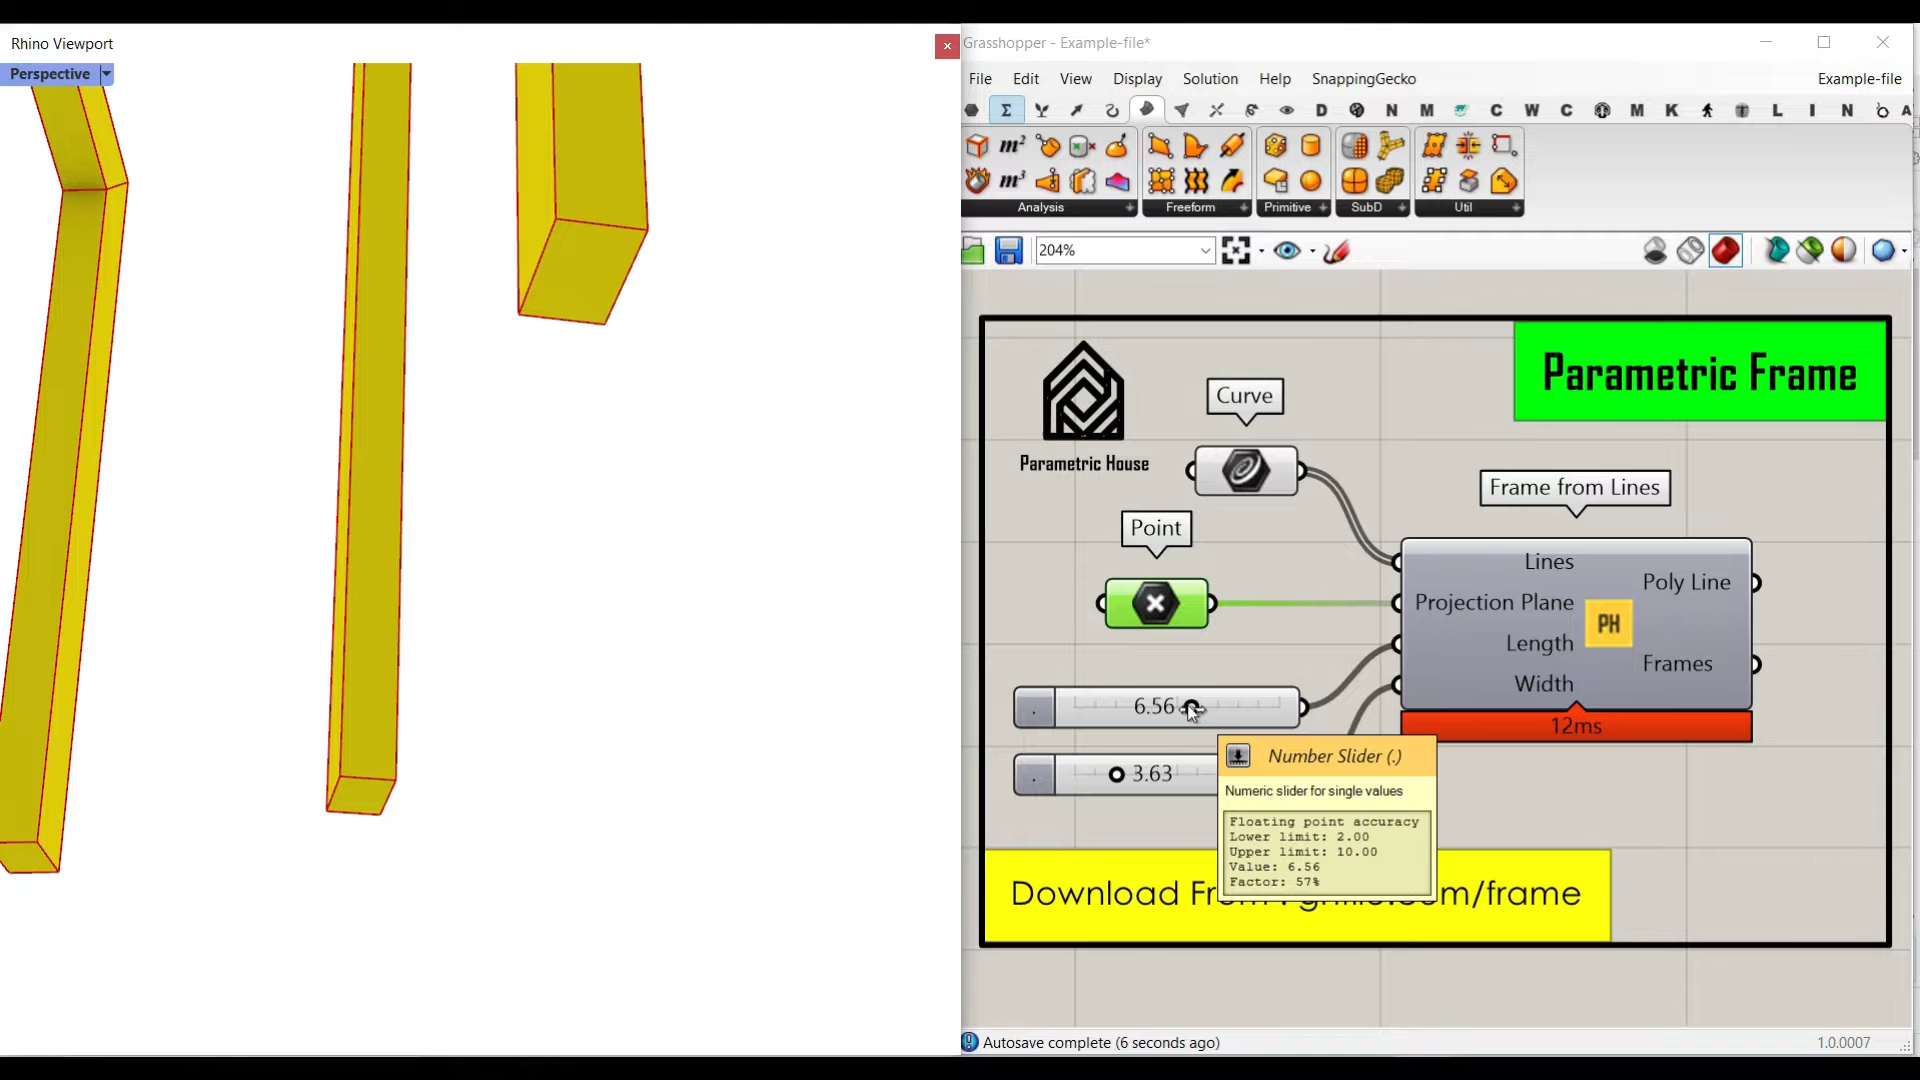 Rhino Viewport
Perspective
Grasshopper - Example-file*
File Edit View Display Solution Help SnappingGecko Example-file
D N M C W C M K T L I N A
m² m³
Analysis Freeform Primitive SubD Util
204%
Parametric Frame
Curve
Parametric House
Frame from Lines
Point
Lines
Projection Plane
Length
Width
PH
Poly Line
Frames
12ms
6.56
3.63
Number Slider (.)
Numeric slider for single values
Floating point accuracy
Lower limit: 2.00
Upper limit: 10.00
Value: 6.56
Factor: 57%
Download m/frame
Autosave complete (6 seconds ago)
1.0.0007